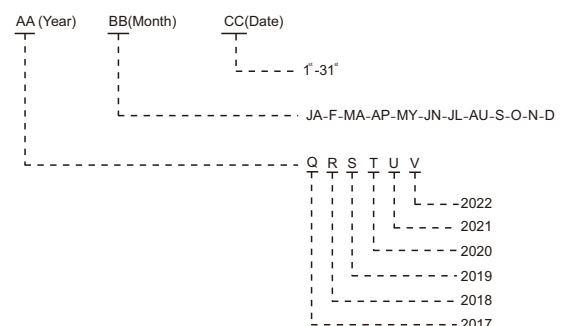 AA (Year) BB(Month) CC(Date)
1st-31st
JA-F-MA-AP-MY-JN-JL-AU-S-O-N-D
Q R S T U V
2022
2021
2020
2019
2018
2017